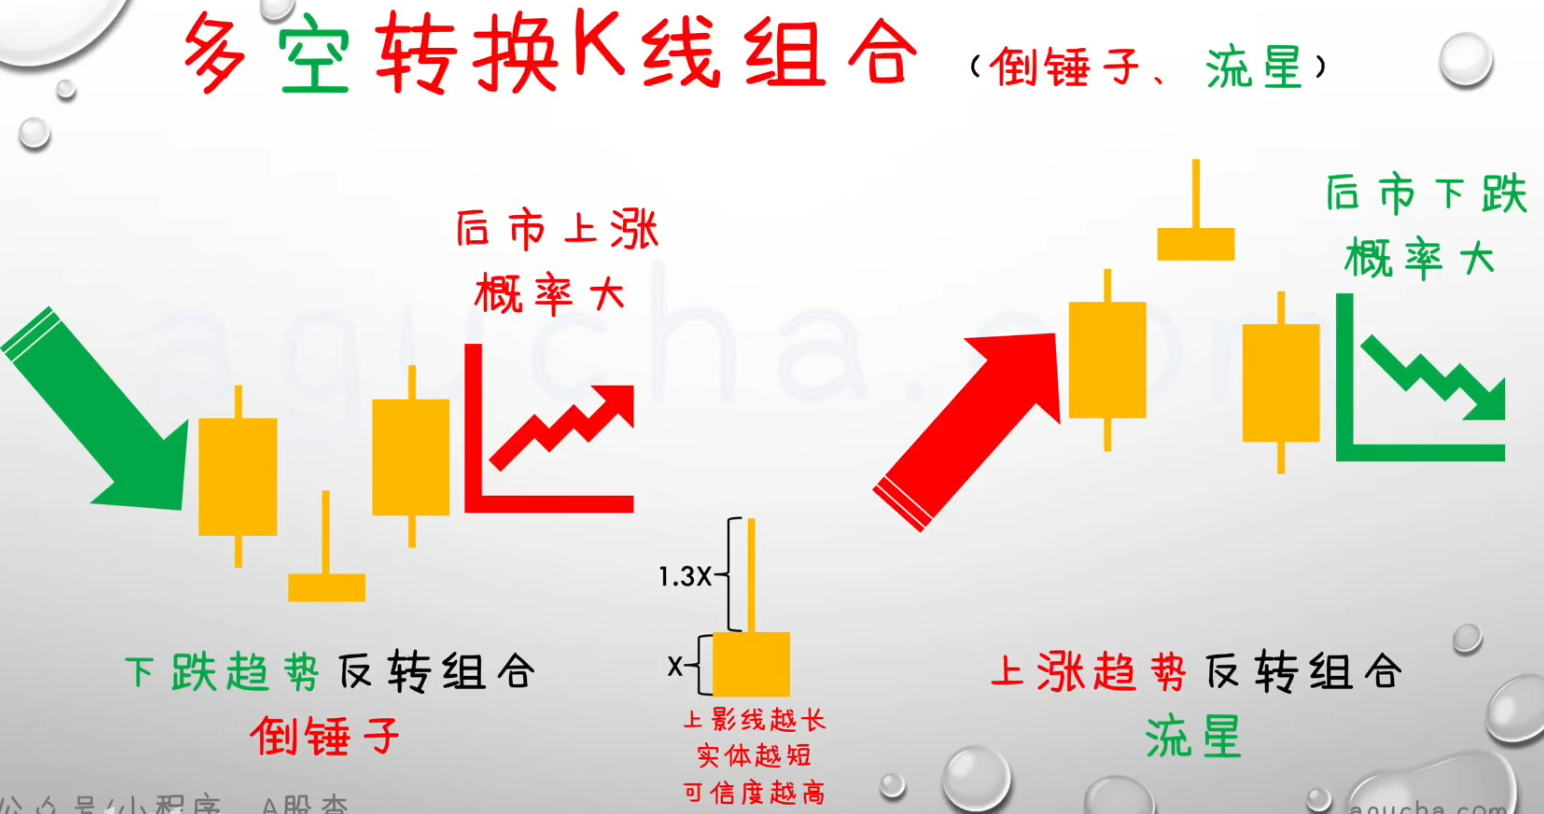 多空转换K线组合（倒锤子、流星）
后市上涨
概率大
后市下跌
概率大
1.3X
X
上影线越长
实体越短
可信度越高
下跌趋势反转组合
倒锤子
上涨趋势反转组合
流星
aqucha.com
公众号/小程序 A股查
aqucha.com